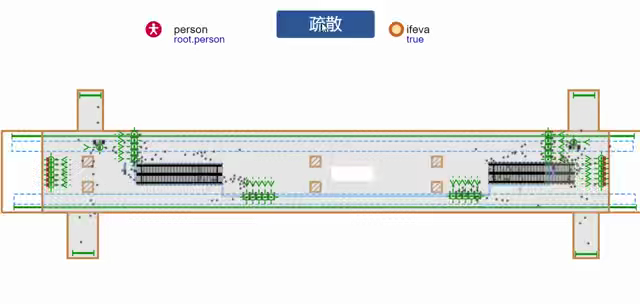 疏散
person
root.person
ifeva
true